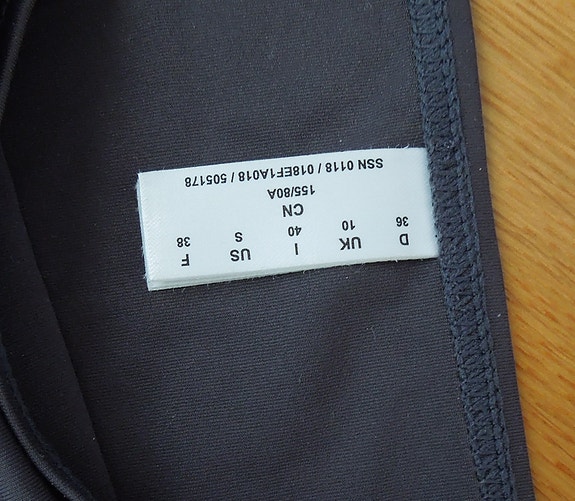 D UK I US F
36 10 40 S 38
CN
155/80A
SSN 0118 / 018EF1A018 / 505178